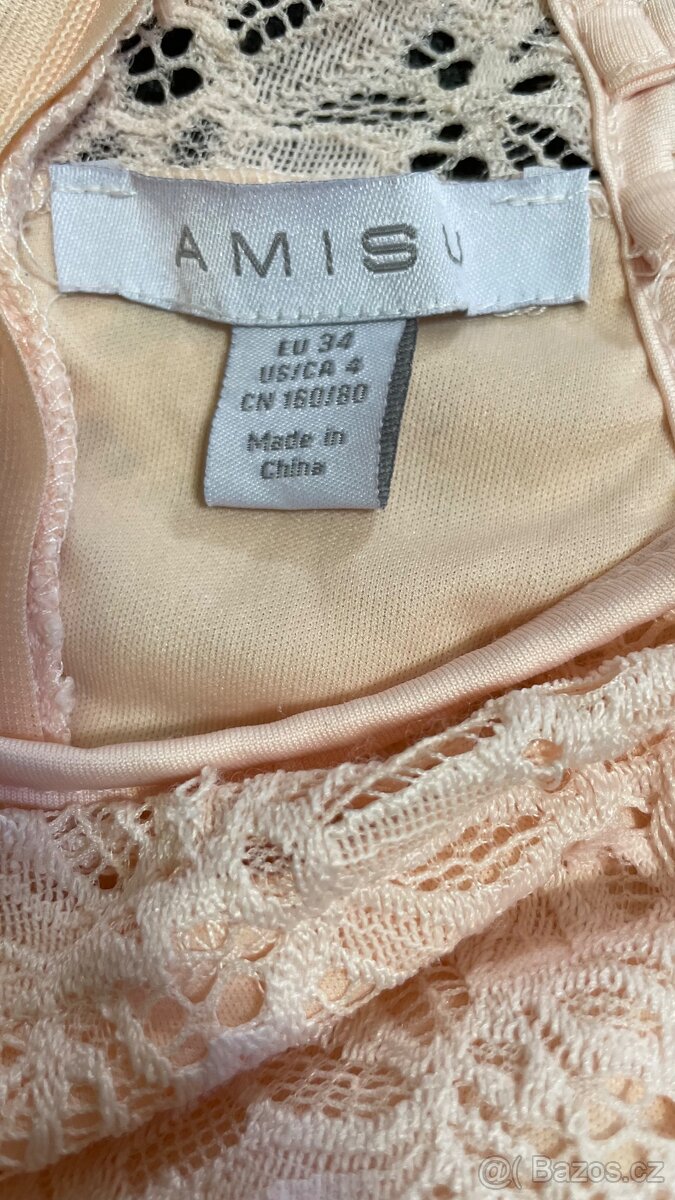 AMISU
EU 34
US/CA 4
CN 160/80
Made in
China
@( Bazos.cz